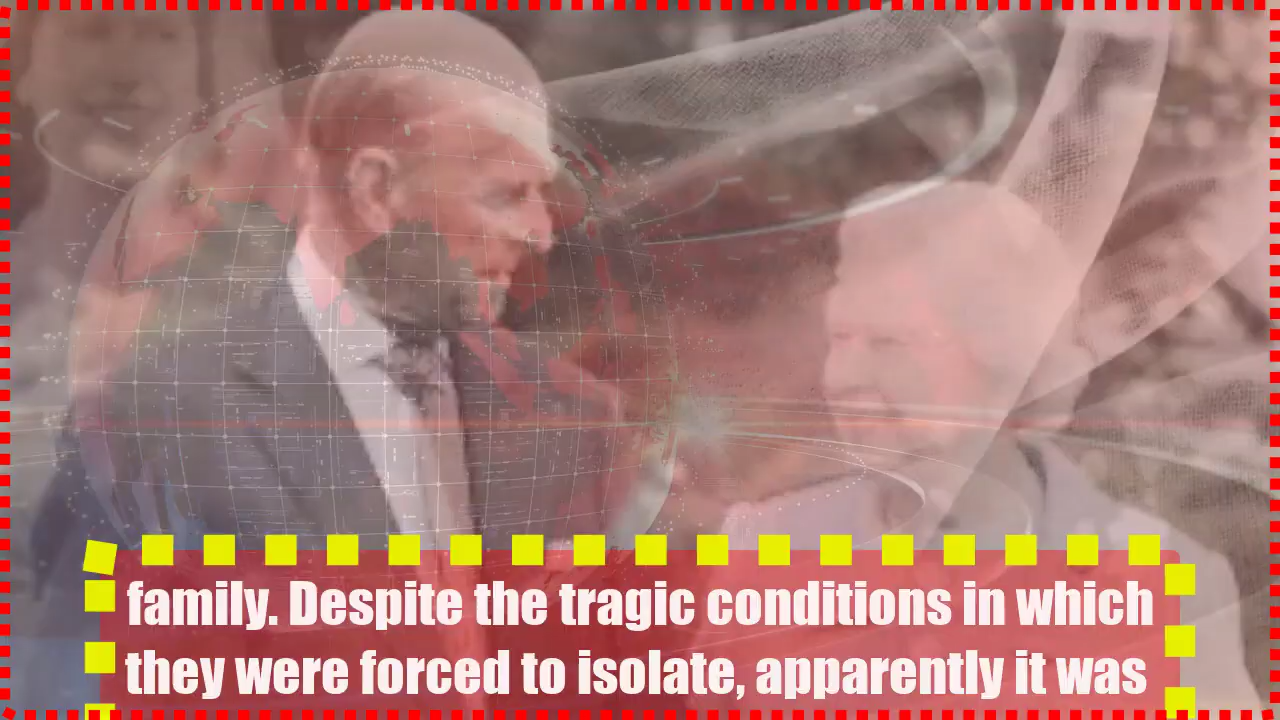 family. Despite the tragic conditions in which
they were forced to isolate, apparently it was